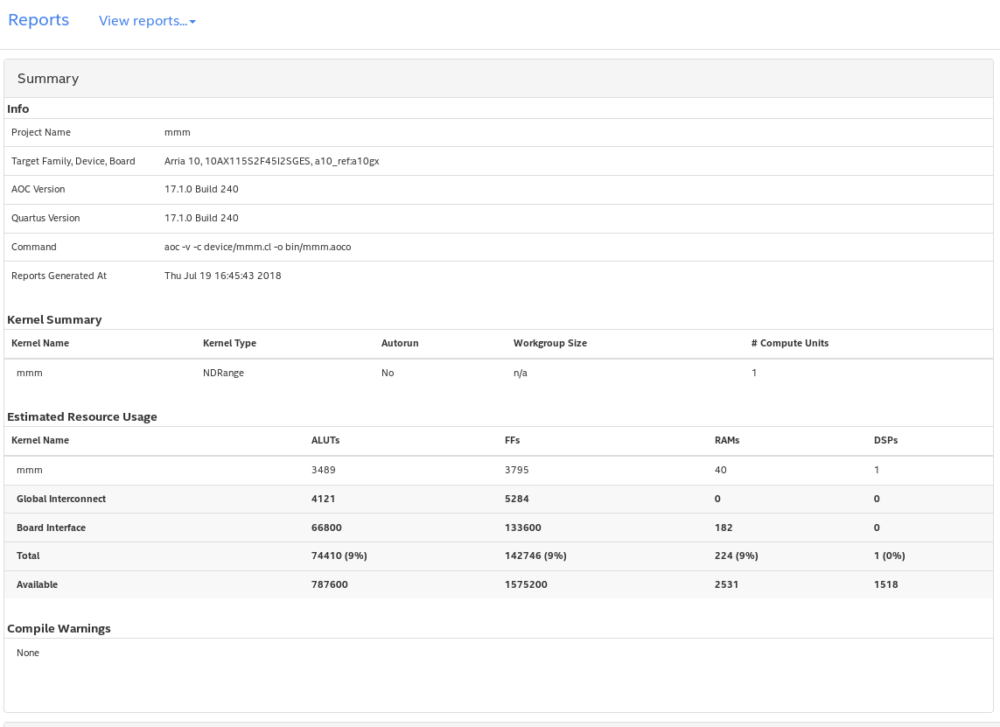 Reports View reports...
Summary
Info
Project Name mmm
Target Family, Device, Board Arria 10, 10AX115S2F45I2SGES, a10_ref:a10gx
AOC Version 17.1.0 Build 240
Quartus Version 17.1.0 Build 240
Command aoc -v -c device/mmm.cl -o bin/mmm.aoco
Reports Generated At Thu Jul 19 16:45:43 2018
Kernel Summary
Kernel Name Kernel Type Autorun Workgroup Size # Compute Units
mmm NDRange No n/a 1
Estimated Resource Usage
Kernel Name ALUTs FFs RAMs DSPs
mmm 3489 3795 40 1
Global Interconnect 4121 5284 0 0
Board Interface 66800 133600 182 0
Total 74410 (9%) 142746 (9%) 224 (9%) 1 (0%)
Available 787600 1575200 2531 1518
Compile Warnings
None